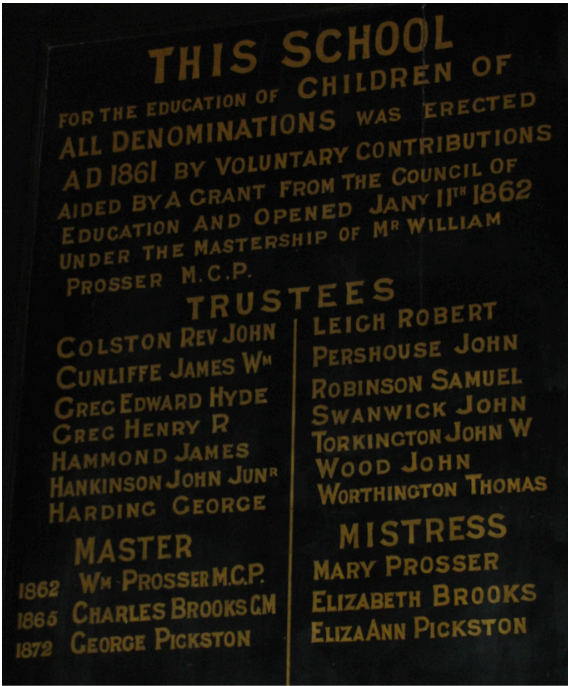 THIS SCHOOL
FOR THE EDUCATION OF CHILDREN OF
ALL DENOMINATIONS WAS ERECTED
A D 1861 BY VOLUNTARY CONTRIBUTIONS
AIDED BY A GRANT FROM THE COUNCIL OF
EDUCATION AND OPENED JANY 11TH 1862
UNDER THE MASTERSHIP OF MR WILLIAM
PROSSER M.C.P.
TRUSTEES
COLSTON REV JOHN
CUNLIFFE JAMES WM
GREG EDWARD HYDE
GREG HENRY R
HAMMOND JAMES
HANKINSON JOHN JUNR
HARDING GEORGE
LEIGH ROBERT
PERSHOUSE JOHN
ROBINSON SAMUEL
SWANWICK JOHN
TORKINGTON JOHN W
WOOD JOHN
WORTHINGTON THOMAS
MASTER
1862 WM PROSSER M.C.P.
1865 CHARLES BROOKS C.M
1872 GEORGE PICKSTON
MISTRESS
MARY PROSSER
ELIZABETH BROOKS
ELIZA ANN PICKSTON